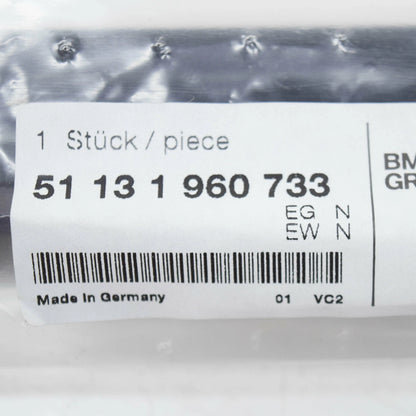 1 Stück / piece
51 13 1 960 733
EG N
EW N
Made In Germany 01 VC2
BM
GR